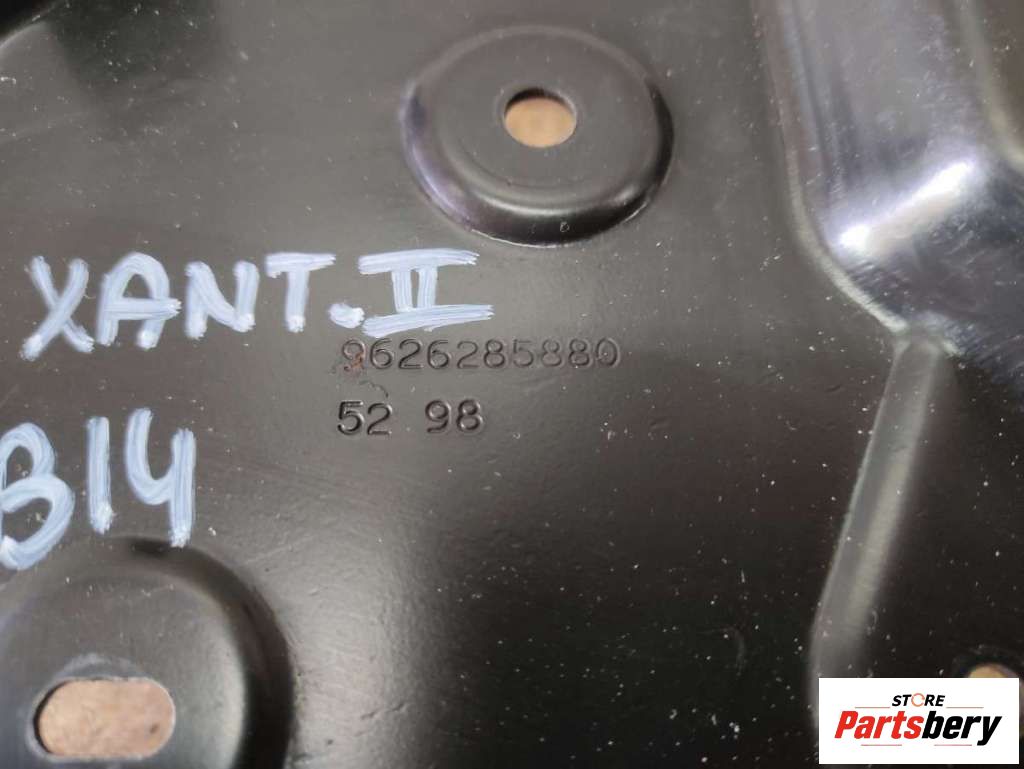 XANT. II
9626285880
52 98
B14
STORE
Partsbery